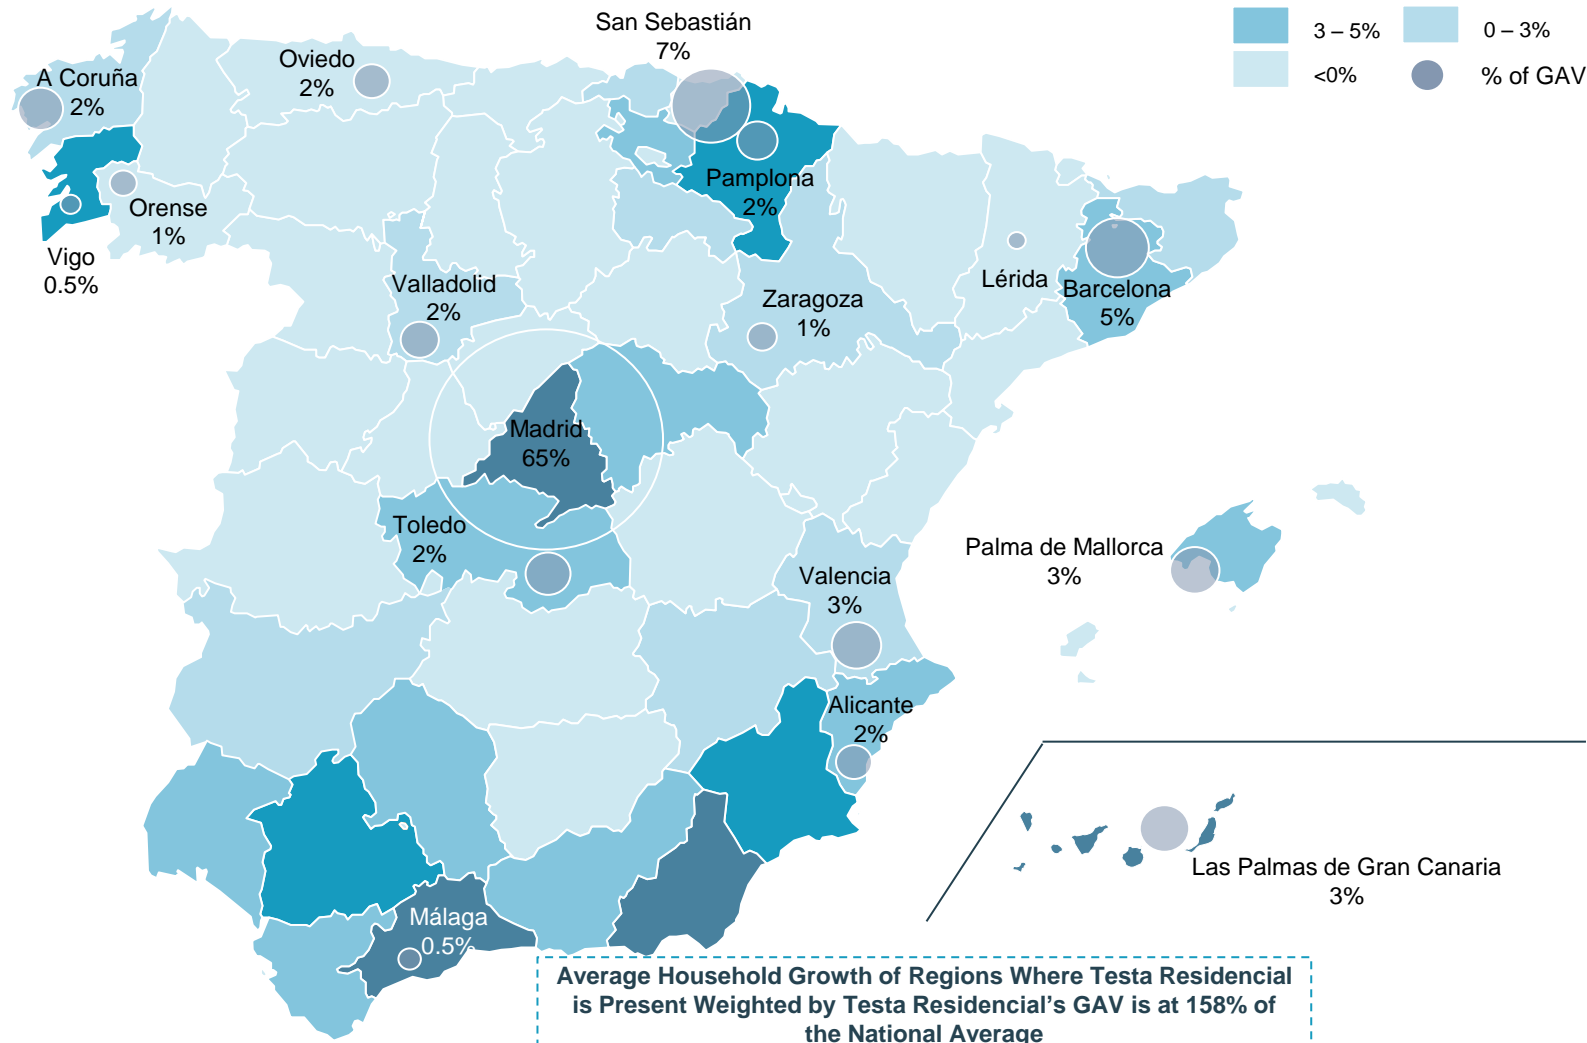 San Sebastián
7%
3 – 5%
0 – 3%
<0%
% of GAV
A Coruña
2%
Oviedo
2%
Pamplona
2%
Orense
1%
Vigo
0.5%
Valladolid
2%
Zaragoza
1%
Lérida
Barcelona
5%
Madrid
65%
Toledo
2%
Palma de Mallorca
3%
Valencia
3%
Alicante
2%
Las Palmas de Gran Canaria
3%
Málaga
0.5%
Average Household Growth of Regions Where Testa Residencial
is Present Weighted by Testa Residencial’s GAV is at 158% of
the National Average